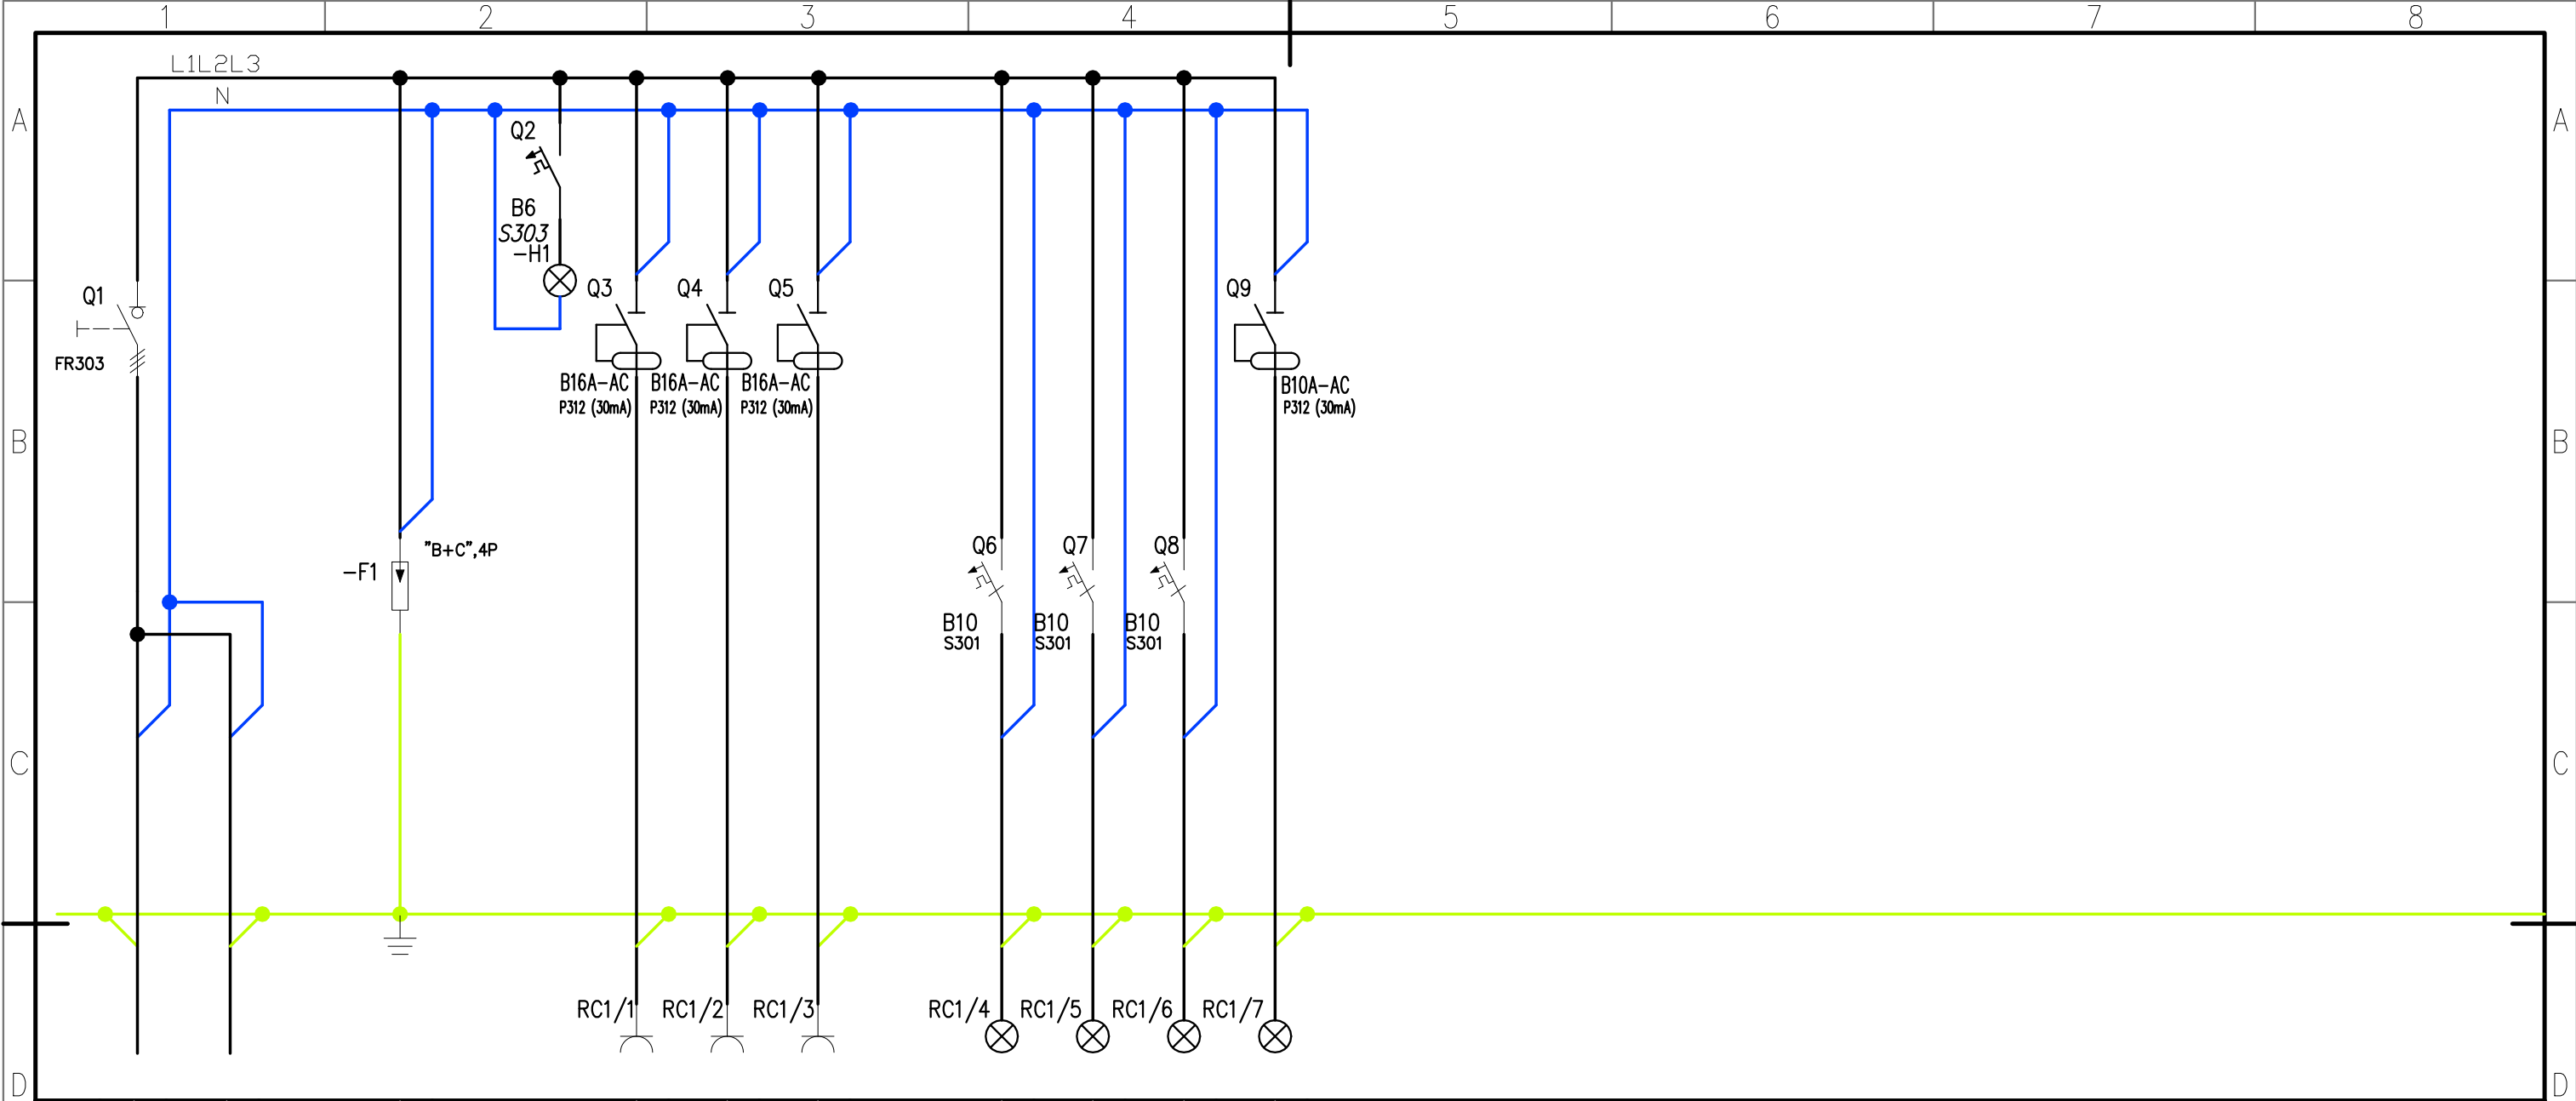 1 2 3 4 5 6 7 8
L1L2L3
N
A A
Q2
B6
S303
-H1
Q1
FR303
Q3 Q4 Q5 Q9
B16A-AC B16A-AC B16A-AC B10A-AC
P312 (30mA) P312 (30mA) P312 (30mA) P312 (30mA)
B B
"B+C",4P
-F1
Q6 Q7 Q8
B10 B10 B10
S301 S301 S301
C C
RC1/1 RC1/2 RC1/3 RC1/4 RC1/5 RC1/6 RC1/7
D D